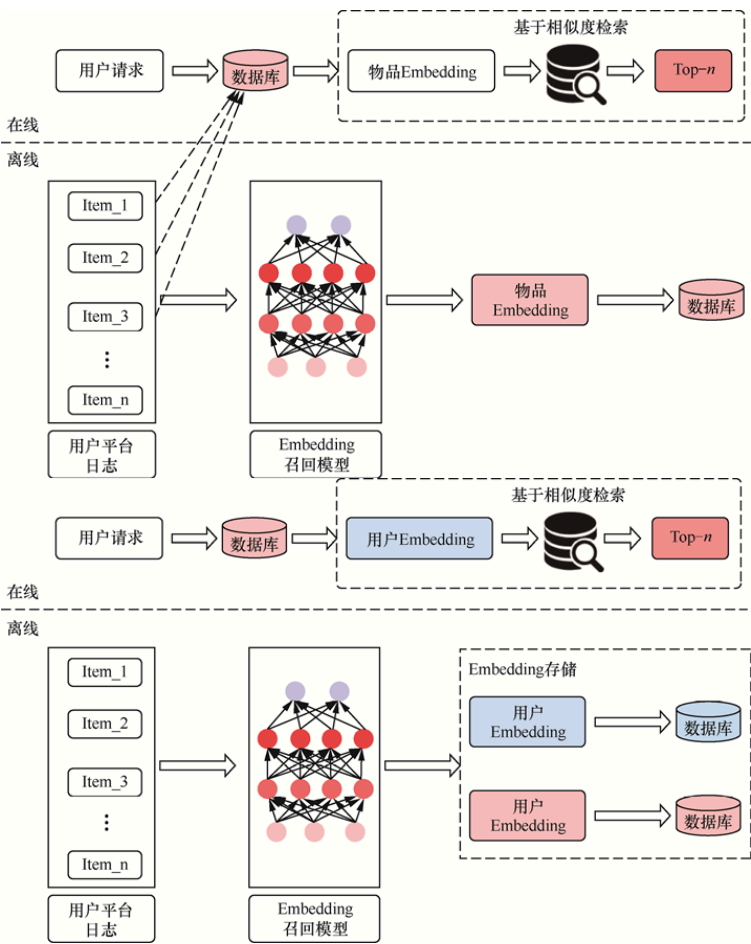 基于相似度检索
用户请求
数据库
物品Embedding
Top-n
在线
离线
Item_1
Item_2
Item_3
⋮
Item_n
用户平台
日志
Embedding
召回模型
物品
Embedding
数据库
基于相似度检索
用户请求
数据库
用户Embedding
Top-n
在线
离线
Item_1
Item_2
Item_3
⋮
Item_n
用户平台
日志
Embedding
召回模型
Embedding存储
用户
Embedding
数据库
用户
Embedding
数据库